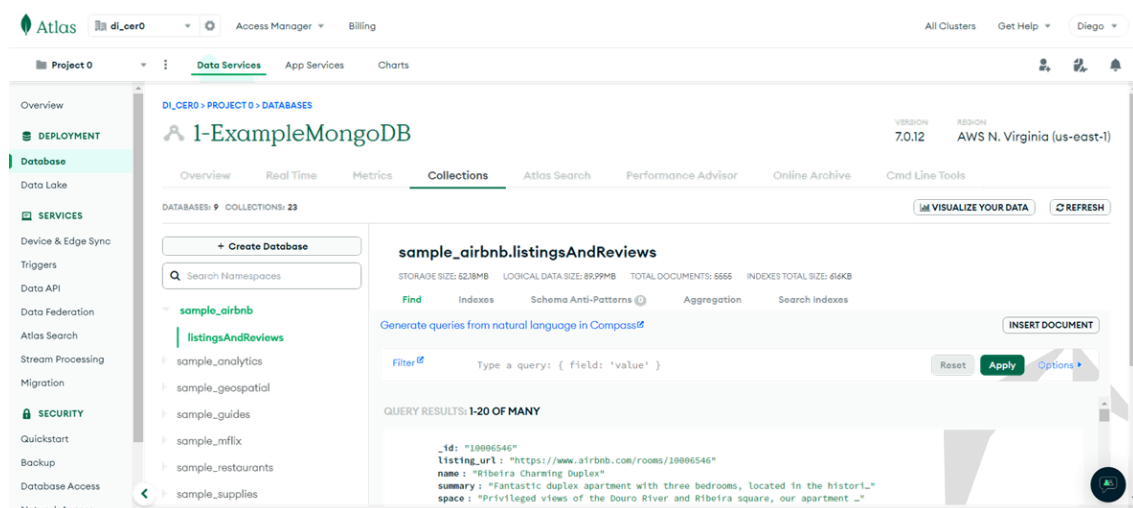 Atlas di_cer0 Access Manager Billing All Clusters Get Help Diego
Project 0 Data Services App Services Charts
Overview
DEPLOYMENT
Database
Data Lake
SERVICES
Device & Edge Sync
Triggers
Data API
Data Federation
Atlas Search
Stream Processing
Migration
SECURITY
Quickstart
Backup
Database Access
DI_CER0 > PROJECT 0 > DATABASES
1-ExampleMongoDB
VERSION REGION
7.0.12 AWS N. Virginia (us-east-1)
Overview Real Time Metrics Collections Atlas Search Performance Advisor Online Archive Cmd Line Tools
DATABASES: 9 COLLECTIONS: 23
VISUALIZE YOUR DATA REFRESH
+ Create Database
Search Namespaces
sample_airbnb
listingsAndReviews
sample_analytics
sample_geospatial
sample_guides
sample_mflix
sample_restaurants
sample_supplies
sample_airbnb.listingsAndReviews
STORAGE SIZE: 52.18MB LOGICAL DATA SIZE: 89.99MB TOTAL DOCUMENTS: 5555 INDEXES TOTAL SIZE: 616KB
Find Indexes Schema Anti-Patterns 0 Aggregation Search Indexes
Generate queries from natural language in Compass
INSERT DOCUMENT
Filter Type a query: { field: 'value' } Reset Apply Options
QUERY RESULTS: 1-20 OF MANY
_id: "10006546"
listing_url : "https://www.airbnb.com/rooms/10006546"
name : "Ribeira Charming Duplex"
summary : "Fantastic duplex apartment with three bedrooms, located in the histori…"
space : "Privileged views of the Douro River and Ribeira square, our apartment …"